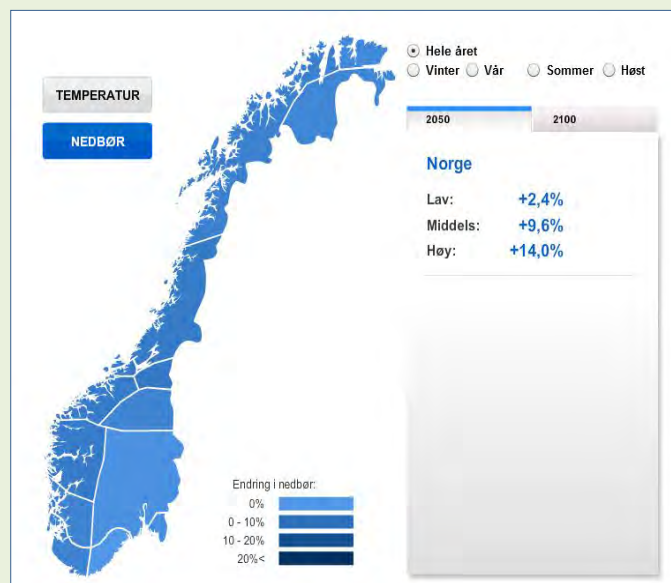 TEMPERATUR
NEDBØR
Hele året
Vinter Vår Sommer Høst
2050 2100
Norge
Lav: +2,4%
Middels: +9,6%
Høy: +14,0%
Endring i nedbør:
0%
0 - 10%
10 - 20%
20%<